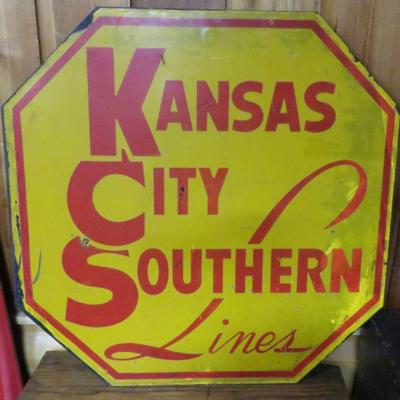 KANSAS
CITY
SOUTHERN
Lines